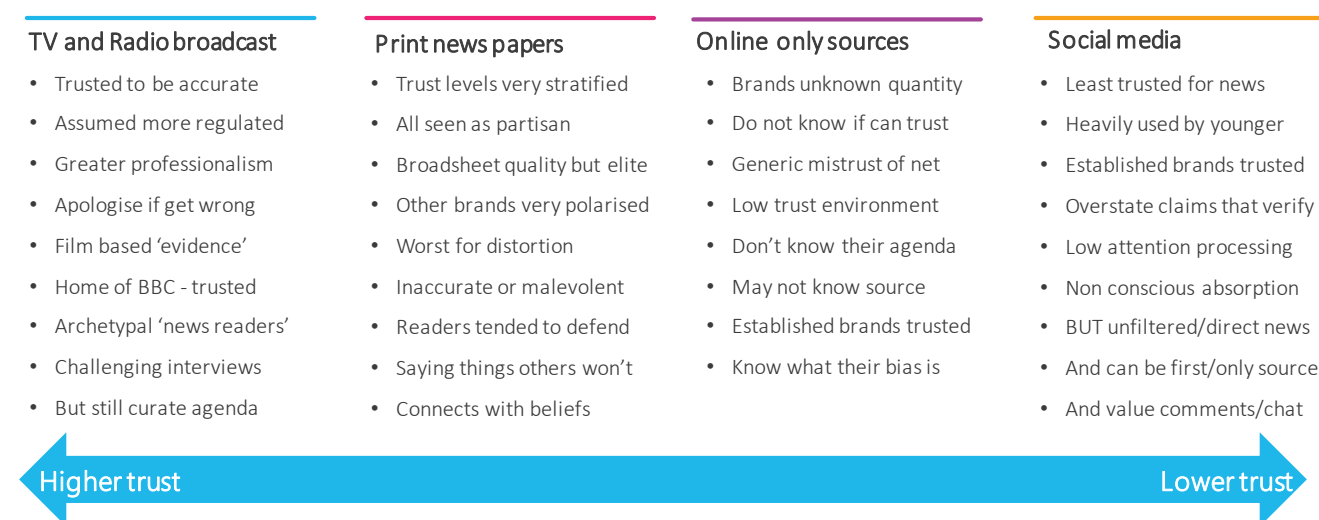 TV and Radio broadcast
• Trusted to be accurate
• Assumed more regulated
• Greater professionalism
• Apologise if get wrong
• Film based ‘evidence’
• Home of BBC - trusted
• Archetypal ‘news readers’
• Challenging interviews
• But still curate agenda
Print news papers
• Trust levels very stratified
• All seen as partisan
• Broadsheet quality but elite
• Other brands very polarised
• Worst for distortion
• Inaccurate or malevolent
• Readers tended to defend
• Saying things others won’t
• Connects with beliefs
Online only sources
• Brands unknown quantity
• Do not know if can trust
• Generic mistrust of net
• Low trust environment
• Don’t know their agenda
• May not know source
• Established brands trusted
• Know what their bias is
Social media
• Least trusted for news
• Heavily used by younger
• Established brands trusted
• Overstate claims that verify
• Low attention processing
• Non conscious absorption
• BUT unfiltered/direct news
• And can be first/only source
• And value comments/chat
Higher trust
Lower trust